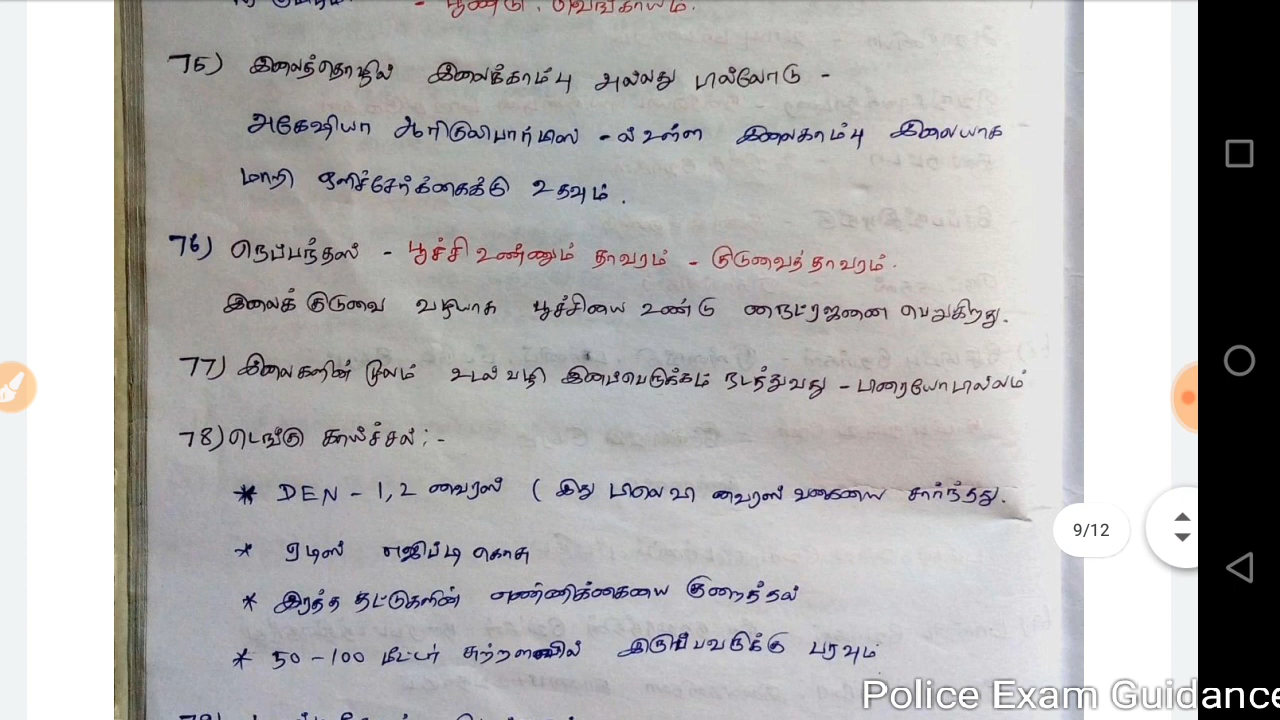 - பூண்டு, வெங்காயம்.
75) இலைத்தொழில் இலைக்காம்பு அல்லது பில்லோடு -
அகேஷியா ஆரிகுலிபார்மிஸ் - ல் உள்ள இலைகாம்பு இலையாக
மாறி ஒளிச்சேர்க்கைக்கு உதவும்.
76) நெப்பந்தஸ் - பூச்சி உண்ணும் தாவரம் - குடுவைத் தாவரம்.
இலைக் குடுவை வழியாக பூச்சியை உண்டு நைட்ரஜனை பெறுகிறது.
77) இலைகளின் மூலம் உடல் வழி இனப்பெருக்கம் நடத்துவது - பிரையோபில்லம்
78) டெங்கு காய்ச்சல் :-
* DEN - 1, 2 வைரஸ் ( இது பிலெவி வைரஸ் வகையை சார்ந்தது.
* ஏடிஸ் எஜிப்டி கொசு
* இரத்த தட்டுகளின் எண்ணிக்கையை குறைத்தல்
* 50 - 100 மீட்டர் சுற்றளவில் இருப்பவருக்கு பரவும்
9/12
Police Exam Guidance